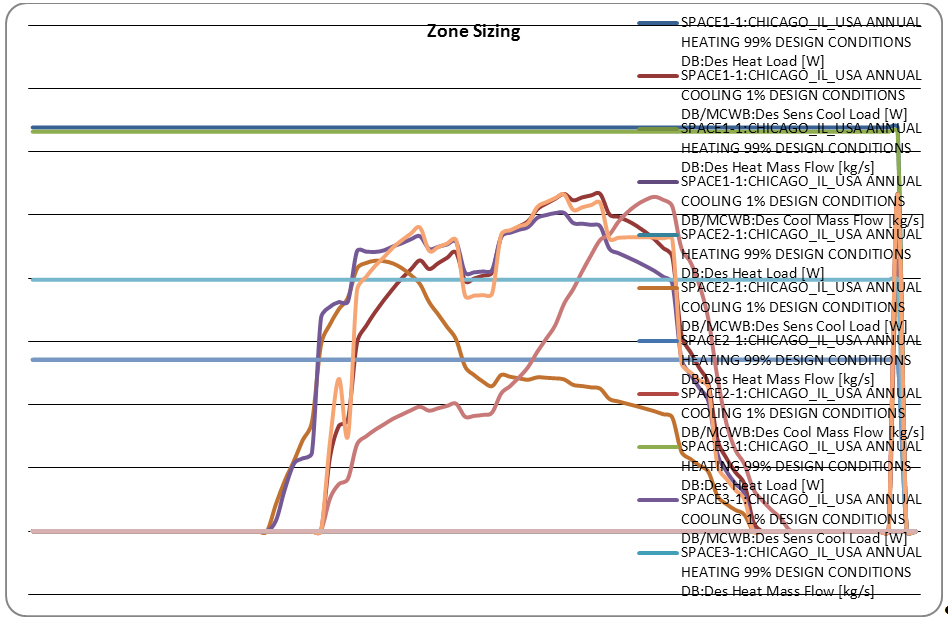 Zone Sizing
SPACE1-1:CHICAGO_IL_USA ANNUAL
HEATING 99% DESIGN CONDITIONS
DB:Des Heat Load [W]
SPACE1-1:CHICAGO_IL_USA ANNUAL
COOLING 1% DESIGN CONDITIONS
DB/MCWB:Des Sens Cool Load [W]
SPACE1-1:CHICAGO_IL_USA ANNUAL
HEATING 99% DESIGN CONDITIONS
DB:Des Heat Mass Flow [kg/s]
SPACE1-1:CHICAGO_IL_USA ANNUAL
COOLING 1% DESIGN CONDITIONS
DB/MCWB:Des Cool Mass Flow [kg/s]
SPACE2-1:CHICAGO_IL_USA ANNUAL
HEATING 99% DESIGN CONDITIONS
DB:Des Heat Load [W]
SPACE2-1:CHICAGO_IL_USA ANNUAL
COOLING 1% DESIGN CONDITIONS
DB/MCWB:Des Sens Cool Load [W]
SPACE2-1:CHICAGO_IL_USA ANNUAL
HEATING 99% DESIGN CONDITIONS
DB:Des Heat Mass Flow [kg/s]
SPACE2-1:CHICAGO_IL_USA ANNUAL
COOLING 1% DESIGN CONDITIONS
DB/MCWB:Des Cool Mass Flow [kg/s]
SPACE3-1:CHICAGO_IL_USA ANNUAL
HEATING 99% DESIGN CONDITIONS
DB:Des Heat Load [W]
SPACE3-1:CHICAGO_IL_USA ANNUAL
COOLING 1% DESIGN CONDITIONS
DB/MCWB:Des Sens Cool Load [W]
SPACE3-1:CHICAGO_IL_USA ANNUAL
HEATING 99% DESIGN CONDITIONS
DB:Des Heat Mass Flow [kg/s]